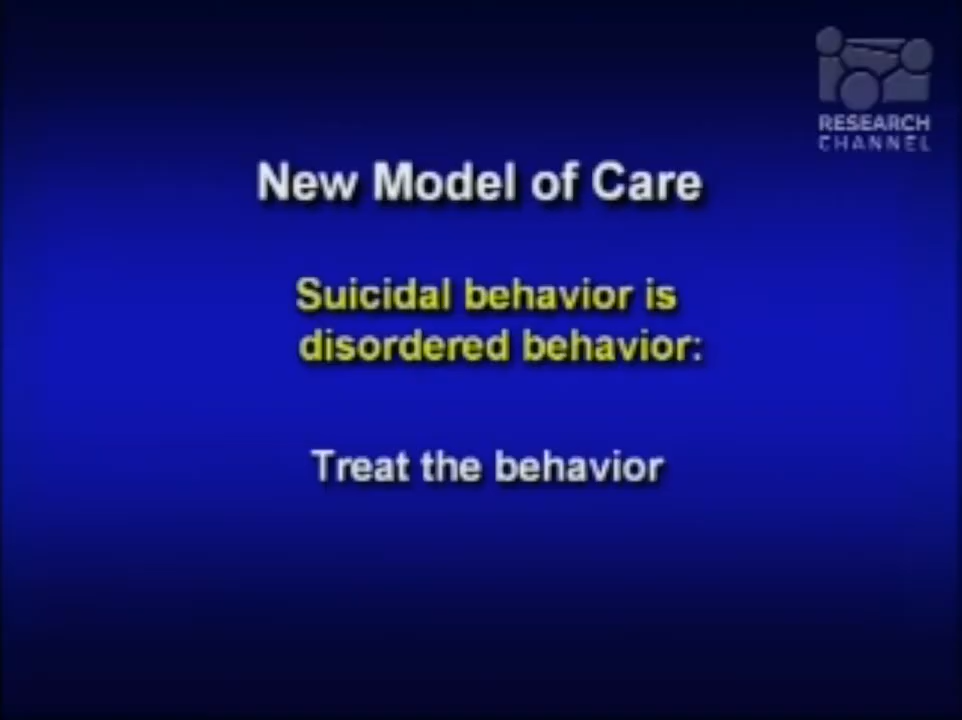 RESEARCH
CHANNEL
New Model of Care
Suicidal behavior is
disordered behavior:
Treat the behavior